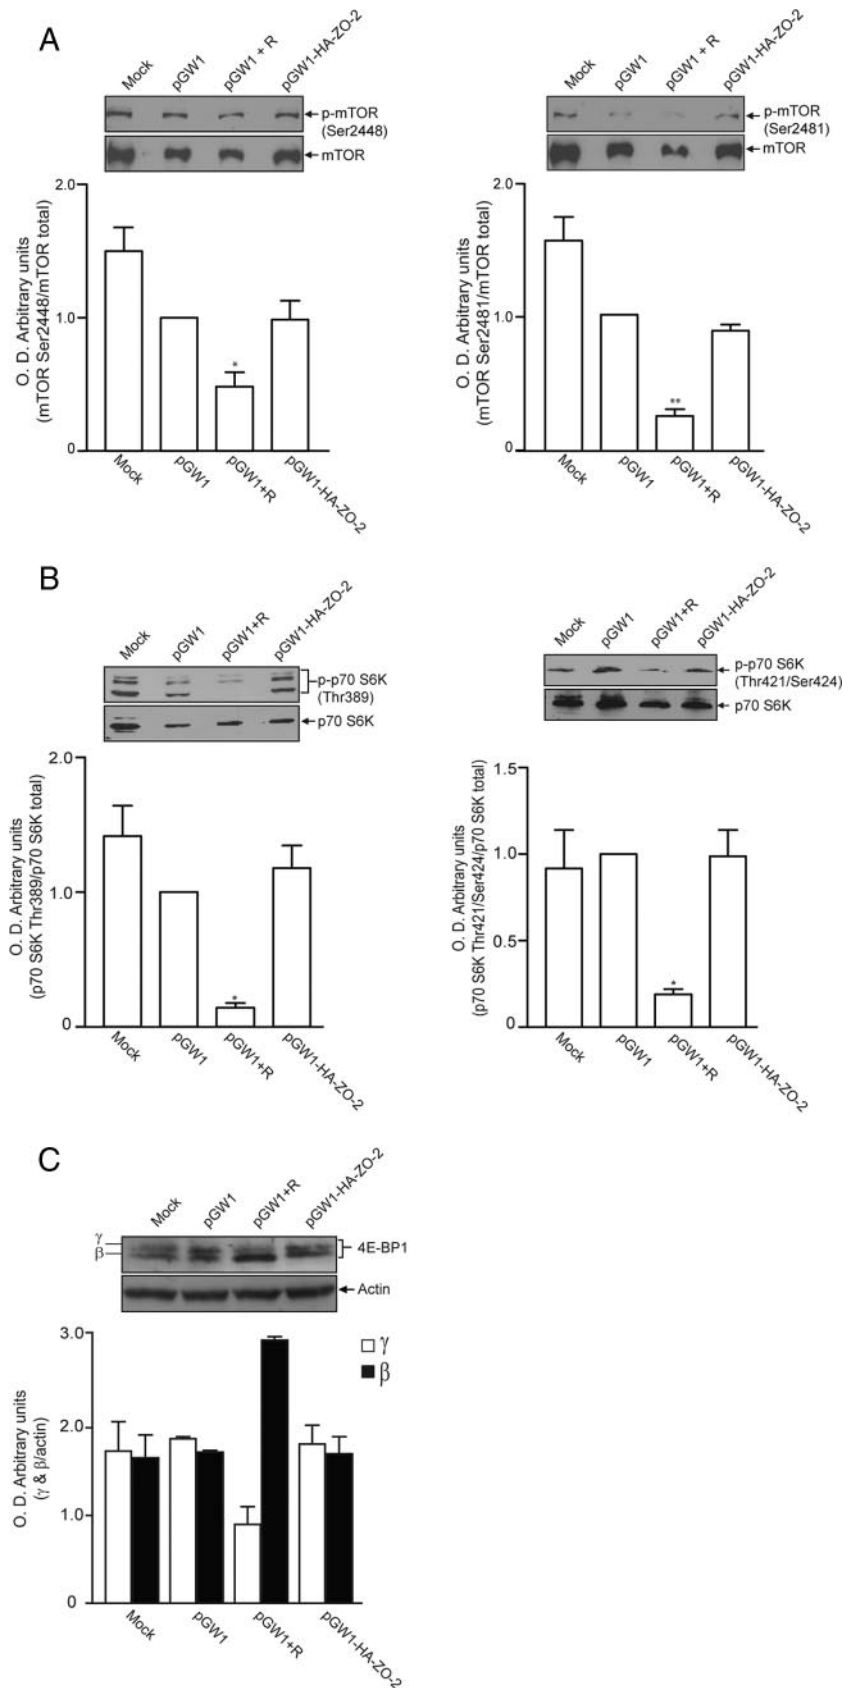 A
Mock
pGW1
pGW1 + R
pGW1-HA-ZO-2
p-mTOR
(Ser2448)
mTOR
O. D. Arbitrary units
(mTOR Ser2448/mTOR total)
2.0
1.0
0
*
Mock
pGW1
pGW1+R
pGW1-HA-ZO-2
Mock
pGW1
pGW1 + R
pGW1-HA-ZO-2
p-mTOR
(Ser2481)
mTOR
O. D. Arbitrary units
(mTOR Ser2481/mTOR total)
2.0
1.0
0
**
Mock
pGW1
pGW1+R
pGW1-HA-ZO-2
B
Mock
pGW1
pGW1+R
pGW1-HA-ZO-2
p-p70 S6K
(Thr389)
p70 S6K
O. D. Arbitrary units
(p70 S6K Thr389/p70 S6K total)
2.0
1.0
0
*
Mock
pGW1
pGW1+R
pGW1-HA-ZO-2
Mock
pGW1
pGW1+R
pGW1-HA-ZO-2
p-p70 S6K
(Thr421/Ser424)
p70 S6K
O. D. Arbitrary units
(p70 S6K Thr421/Ser424/p70 S6K total)
1.5
1.0
0.5
0
*
Mock
pGW1
pGW1+R
pGW1-HA-ZO-2
C
Mock
pGW1
pGW1+R
pGW1-HA-ZO-2
γ
β
4E-BP1
Actin
O. D. Arbitrary units
(γ & β/actin)
3.0
2.0
1.0
0
γ
β
Mock
pGW1
pGW1+R
pGW1-HA-ZO-2